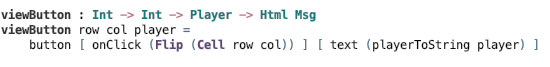 viewButton : Int -> Int -> Player -> Html Msg
viewButton row col player =
    button [ onClick (Flip (Cell row col)) ] [ text (playerToString player) ]